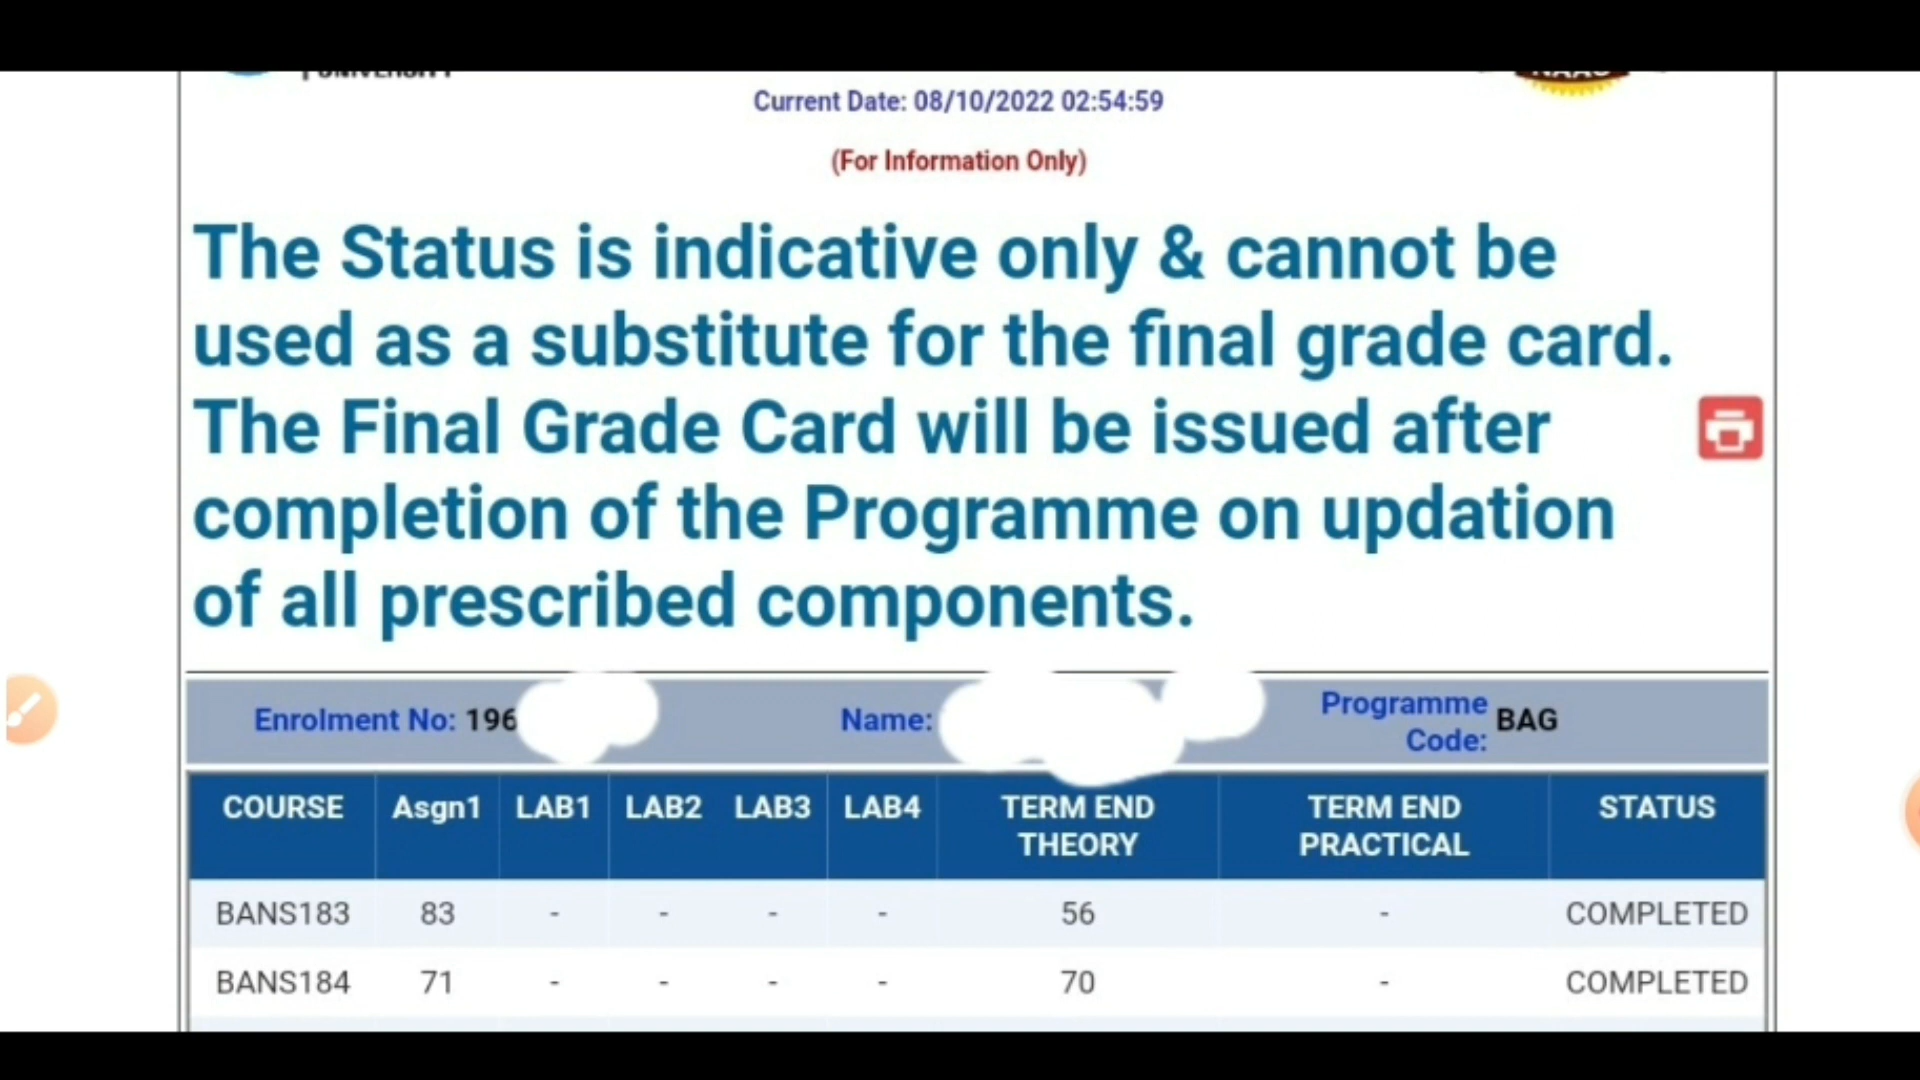 UNIVERSITY
NAAC
Current Date: 08/10/2022 02:54:59
(For Information Only)
The Status is indicative only & cannot be
used as a substitute for the final grade card.
The Final Grade Card will be issued after
completion of the Programme on updation
of all prescribed components.
Enrolment No: 196 Name: Programme Code: BAG
COURSE Asgn1 LAB1 LAB2 LAB3 LAB4 TERM END THEORY TERM END PRACTICAL STATUS
BANS183 83 - - - - 56 - COMPLETED
BANS184 71 - - - - 70 - COMPLETED